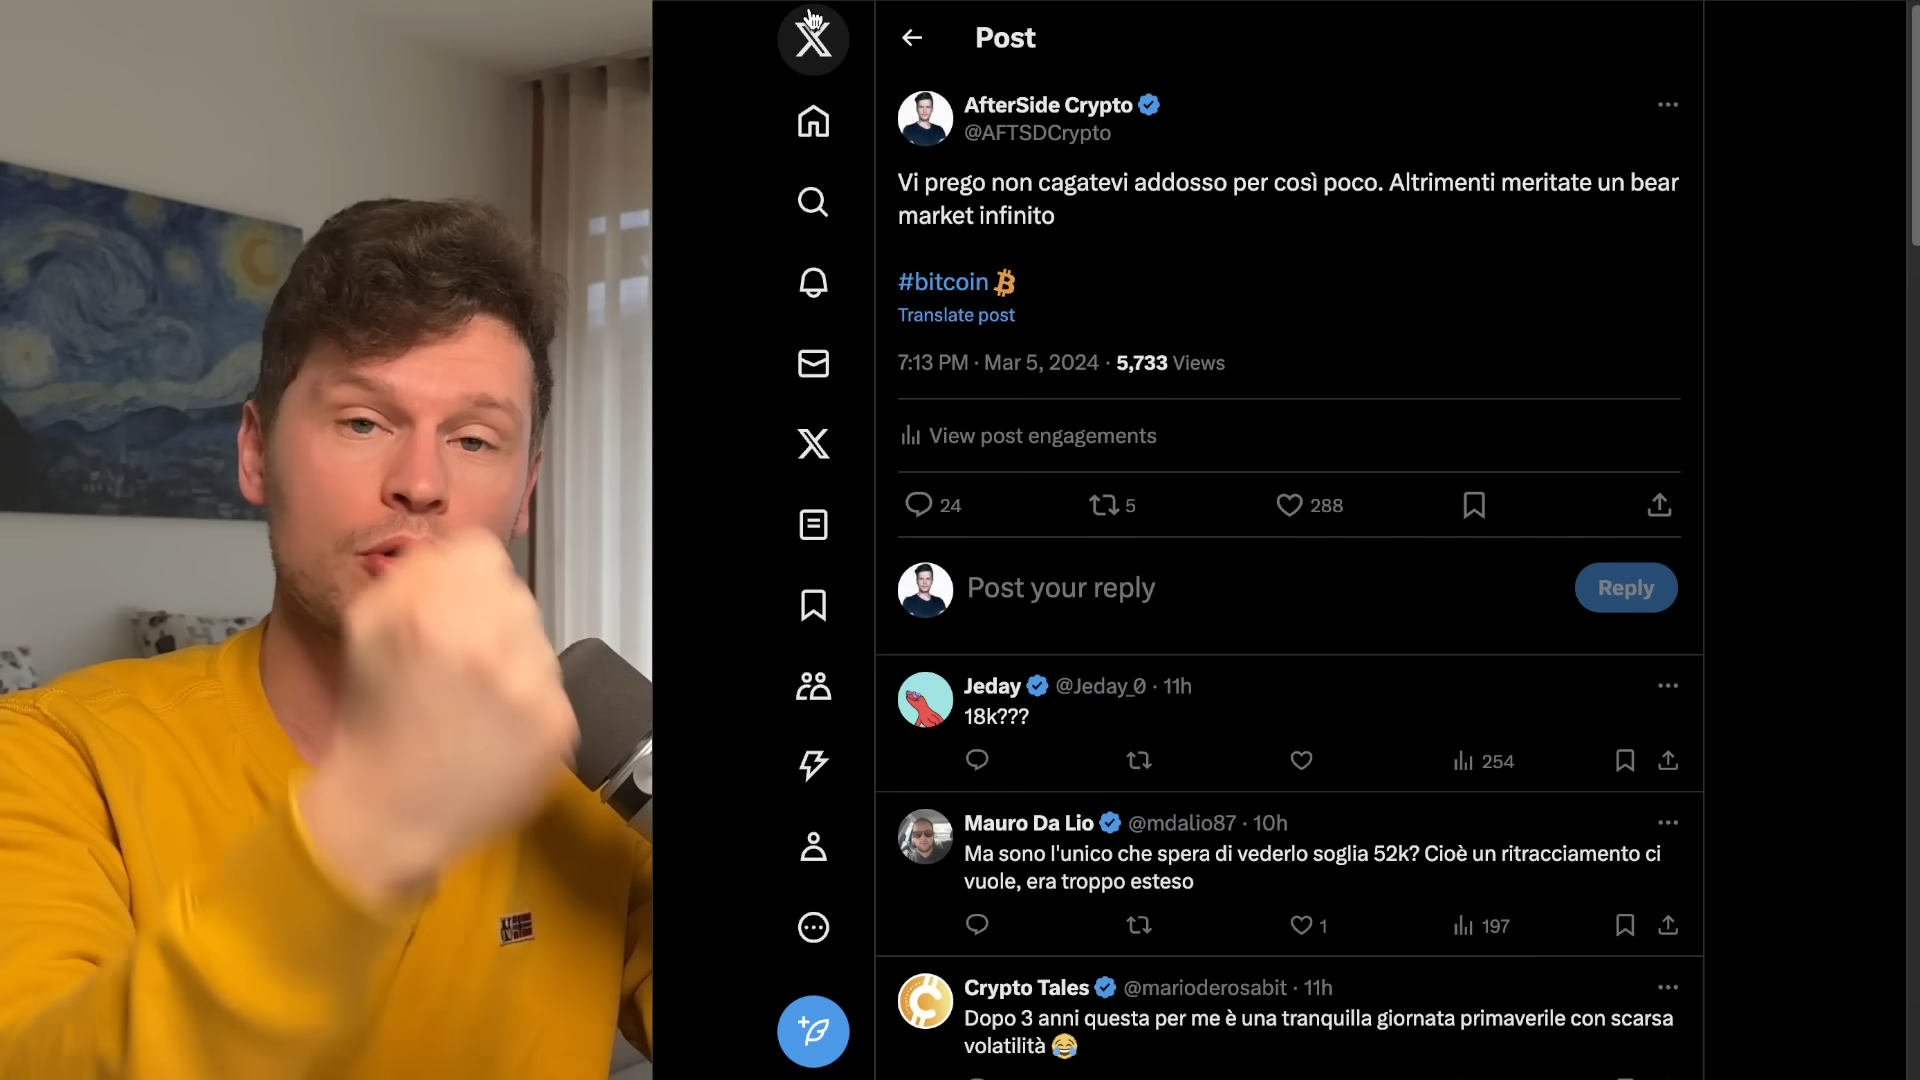 Post
AfterSide Crypto
@AFTSDCrypto
Vi prego non cagatevi addosso per così poco. Altrimenti meritate un bear
market infinito
#bitcoin
Translate post
7:13 PM · Mar 5, 2024 · 5,733 Views
View post engagements
24 5 288
Post your reply
Reply
Jeday @Jeday_0 · 11h
18k???
254
Mauro Da Lio @mdalio87 · 10h
Ma sono l'unico che spera di vederlo soglia 52k? Cioè un ritracciamento ci
vuole, era troppo esteso
1 197
Crypto Tales @marioderosabit · 11h
Dopo 3 anni questa per me è una tranquilla giornata primaverile con scarsa
volatilità 😂